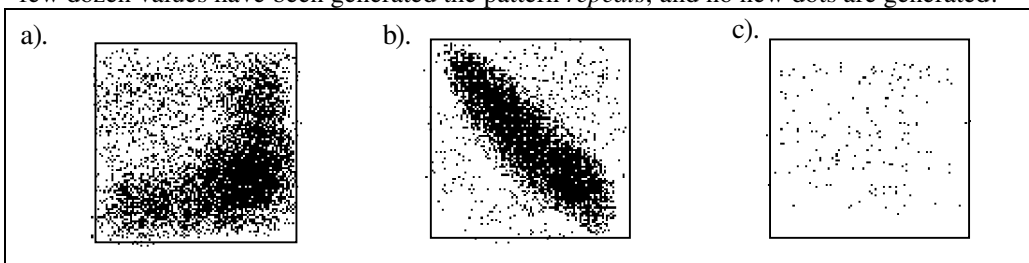 few dozen values have been generated the pattern repeats, and no new dots are generated.
a). b). c).